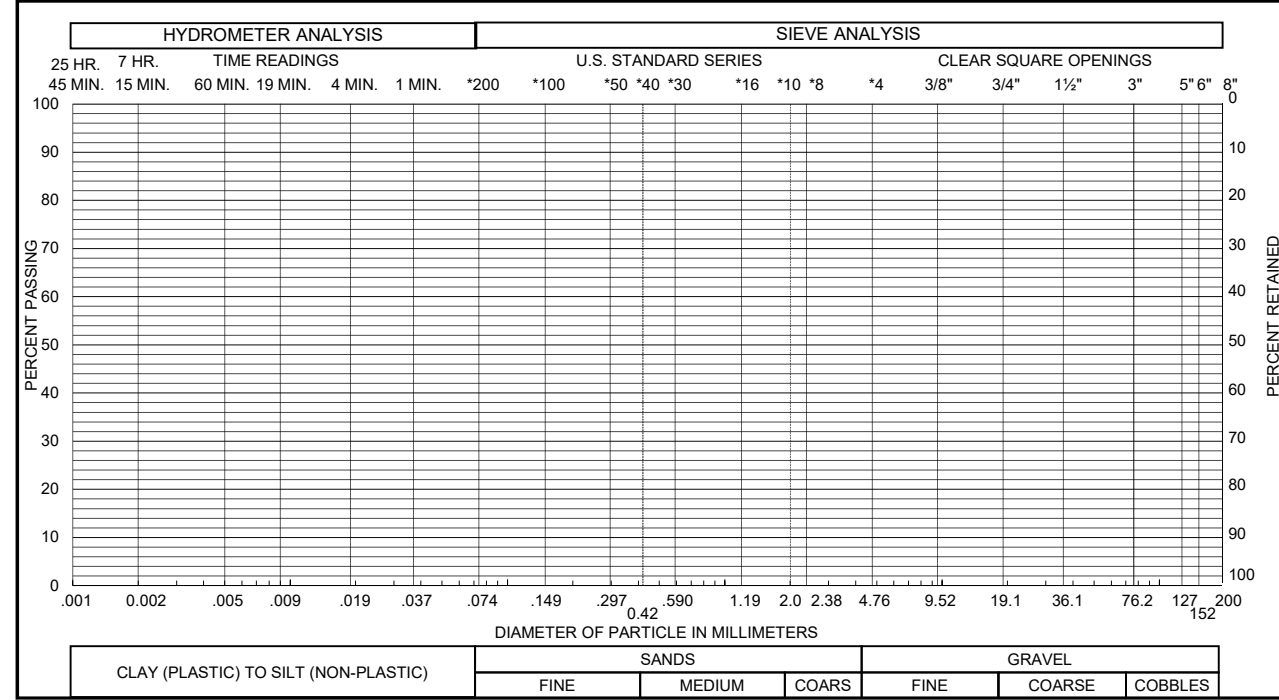 HYDROMETER ANALYSIS SIEVE ANALYSIS
25 HR. 7 HR. TIME READINGS U.S. STANDARD SERIES CLEAR SQUARE OPENINGS
45 MIN. 15 MIN. 60 MIN. 19 MIN. 4 MIN. 1 MIN. *200 *100 *50 *40 *30 *16 *10 *8 *4 3/8" 3/4" 1½" 3" 5" 6" 8"
100 0
90 10
80 20
70 30
60 40
50 50
40 60
30 70
20 80
10 90
0 100
PERCENT PASSING
PERCENT RETAINED
.001 0.002 .005 .009 .019 .037 .074 .149 .297 0.42 .590 1.19 2.0 2.38 4.76 9.52 19.1 36.1 76.2 127 152 200
DIAMETER OF PARTICLE IN MILLIMETERS
CLAY (PLASTIC) TO SILT (NON-PLASTIC) SANDS GRAVEL
FINE MEDIUM COARS FINE COARSE COBBLES